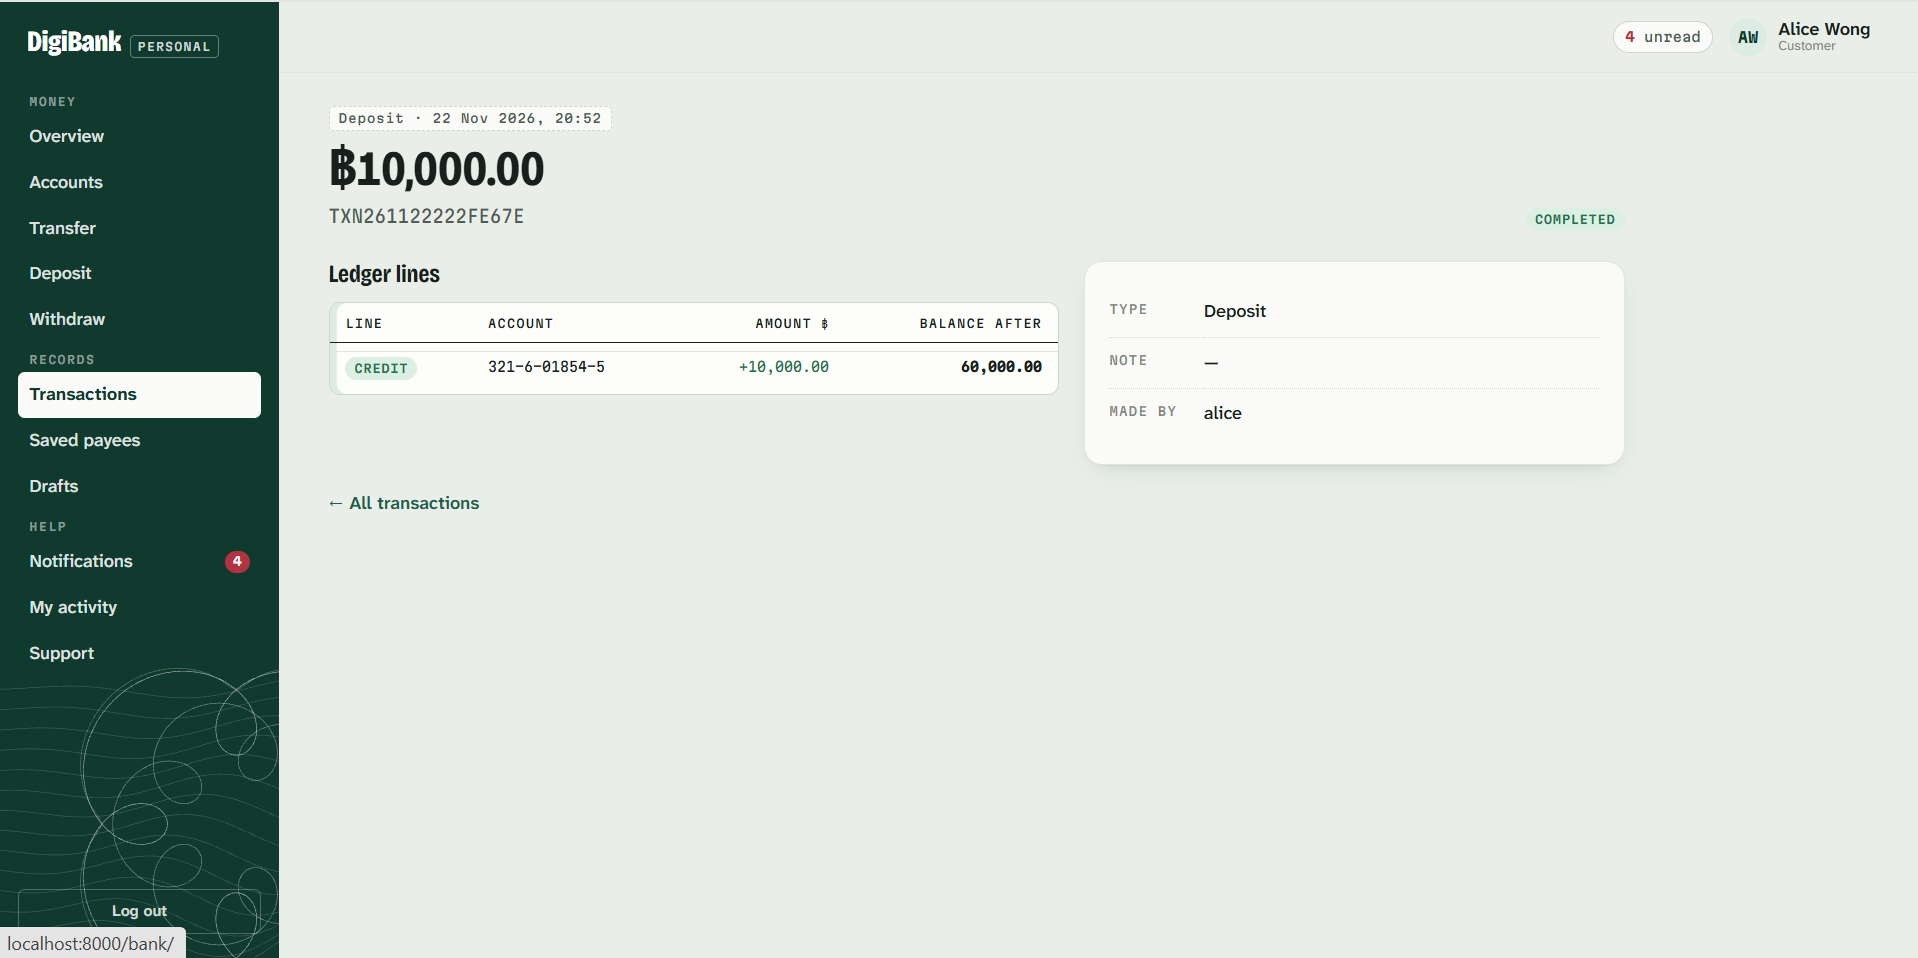 DigiBank PERSONAL
MONEY
Overview
Accounts
Transfer
Deposit
Withdraw
RECORDS
Transactions
Saved payees
Drafts
HELP
Notifications 4
My activity
Support
Log out
localhost:8000/bank/
4 unread
AW
Alice Wong
Customer
Deposit · 22 Nov 2026, 20:52
฿10,000.00
TXN261122222FE67E
COMPLETED
Ledger lines
LINE ACCOUNT AMOUNT ฿ BALANCE AFTER
CREDIT 321-6-01854-5 +10,000.00 60,000.00
TYPE Deposit
NOTE —
MADE BY alice
← All transactions